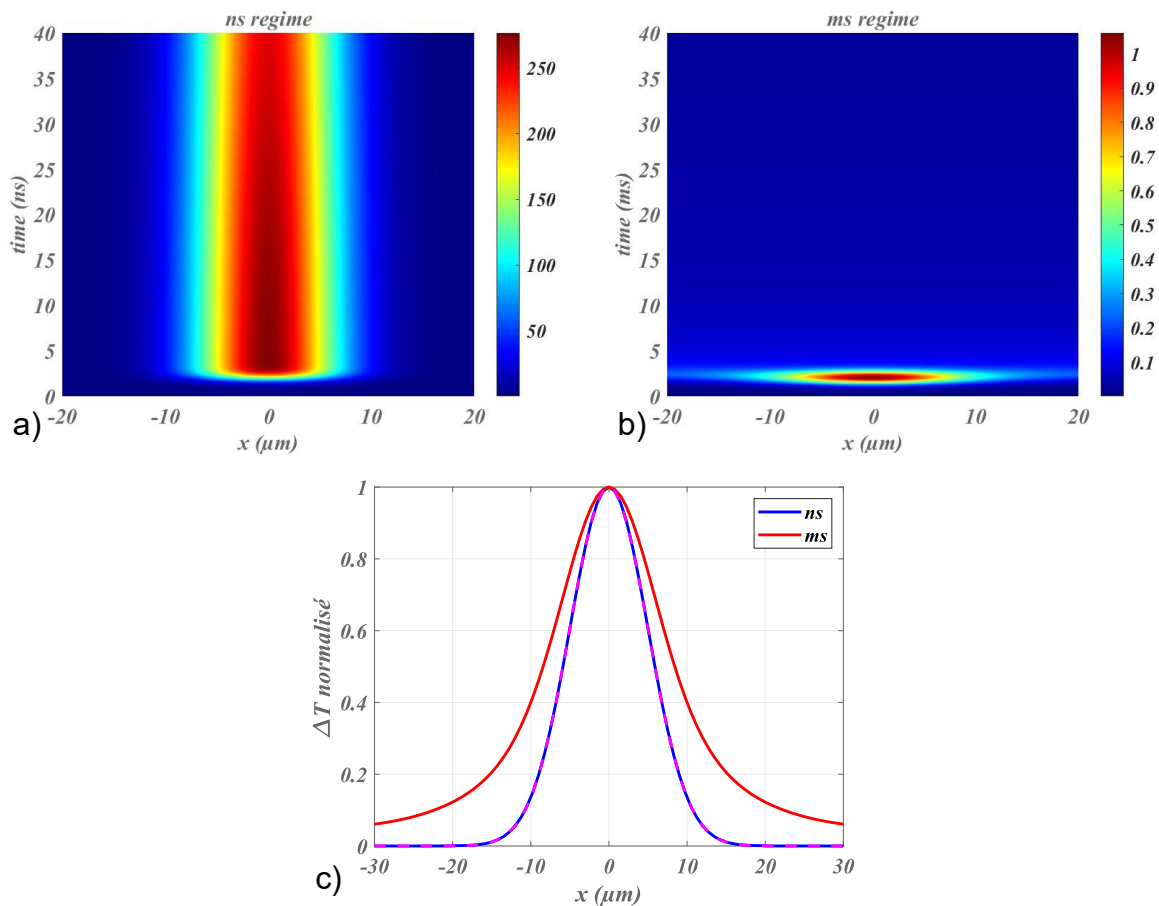 ns regime
40
35
30
25
20
15
10
5
0
time (ns)
-20 -10 0 10 20
x (µm)
250
200
150
100
50
a)
ms regime
40
35
30
25
20
15
10
5
0
time (ms)
-20 -10 0 10 20
x (µm)
1
0.9
0.8
0.7
0.6
0.5
0.4
0.3
0.2
0.1
b)
1
0.8
0.6
0.4
0.2
0
ΔT normalisé
ns
ms
-30 -20 -10 0 10 20 30
x (µm)
c)